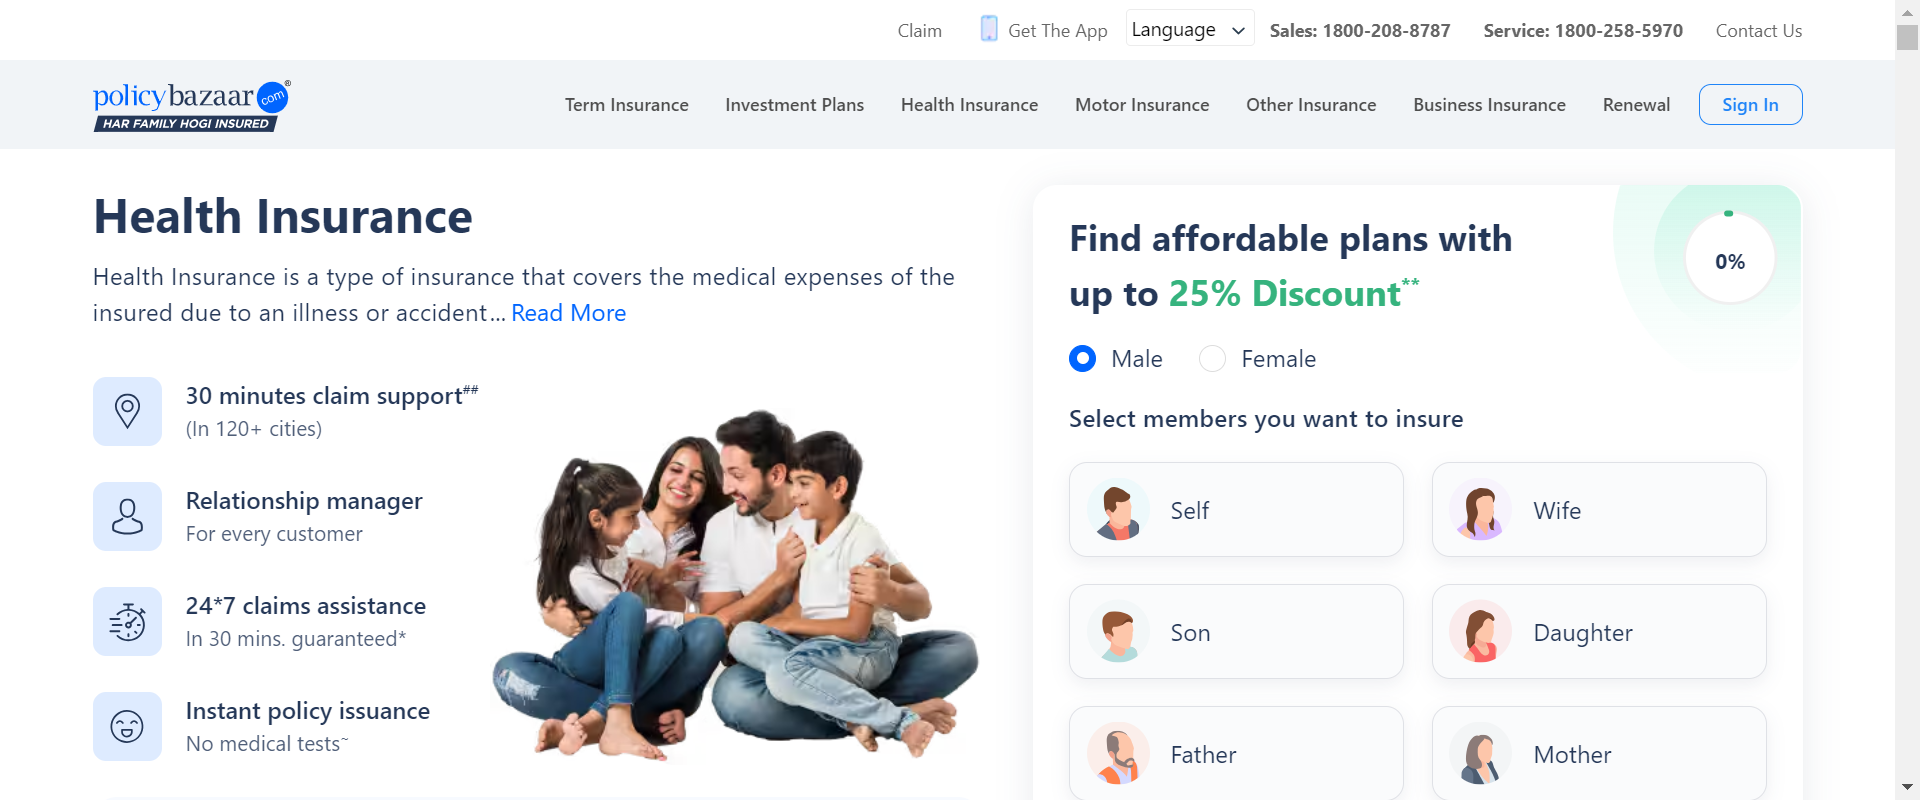 Claim
Get The App
Language
Sales: 1800-208-8787
Service: 1800-258-5970
Contact Us
policybazaar com®
HAR FAMILY HOGI INSURED
Term Insurance
Investment Plans
Health Insurance
Motor Insurance
Other Insurance
Business Insurance
Renewal
Sign In
Health Insurance
Health Insurance is a type of insurance that covers the medical expenses of the
insured due to an illness or accident... Read More
30 minutes claim support##
(In 120+ cities)
Relationship manager
For every customer
24*7 claims assistance
In 30 mins. guaranteed*
Instant policy issuance
No medical tests~
Find affordable plans with
up to 25% Discount**
0%
Male
Female
Select members you want to insure
Self
Wife
Son
Daughter
Father
Mother